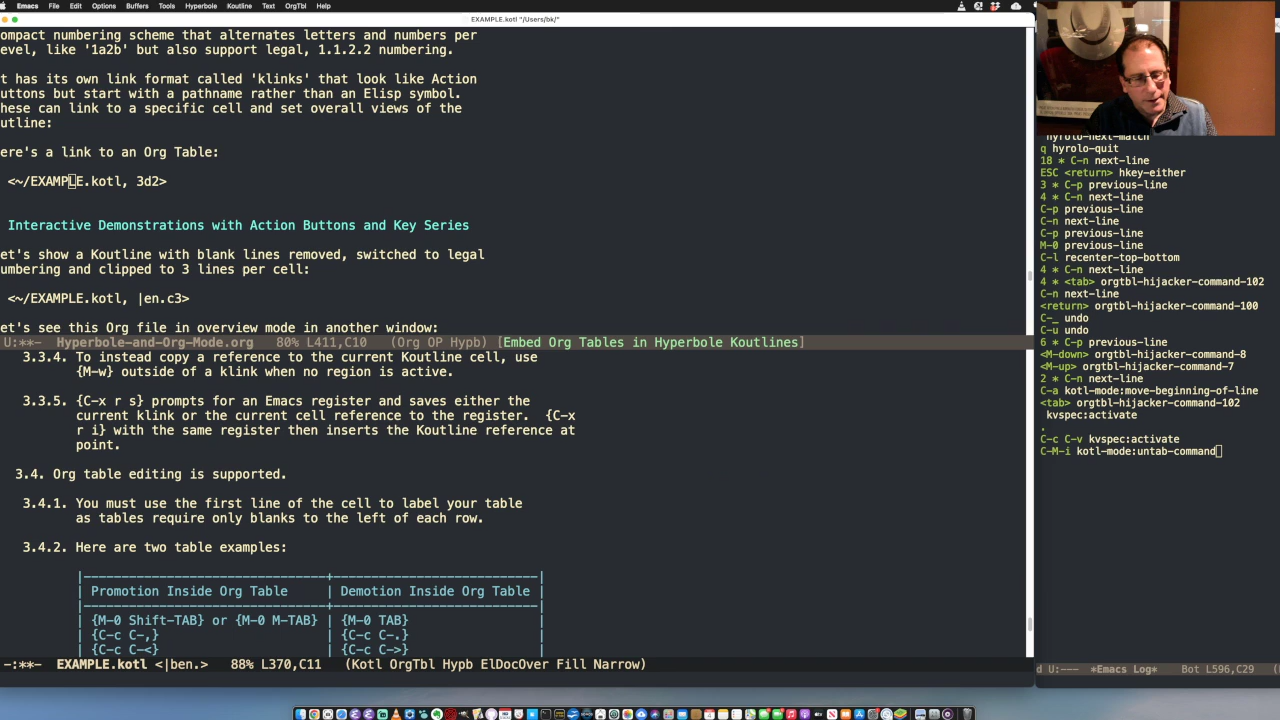 Emacs File Edit Options Buffers Tools Hyperbole Koutline Text OrgTbl Help
EXAMPLE.kotl "/Users/bk/"
ompact numbering scheme that alternates letters and numbers per
evel, like '1a2b' but also support legal, 1.1.2.2 numbering.
t has its own link format called 'klinks' that look like Action
uttons but start with a pathname rather than an Elisp symbol.
hese can link to a specific cell and set overall views of the
utline:
ere's a link to an Org Table:
<~/EXAMPLE.kotl, 3d2>
Interactive Demonstrations with Action Buttons and Key Series
et's show a Koutline with blank lines removed, switched to legal
umbering and clipped to 3 lines per cell:
<~/EXAMPLE.kotl, |en.c3>
et's see this Org file in overview mode in another window:
U:**- Hyperbole-and-Org-Mode.org 80% L411,C10 (Org OP Hypb) [Embed Org Tables in Hyperbole Koutlines]
3.3.4. To instead copy a reference to the current Koutline cell, use
{M-w} outside of a klink when no region is active.
3.3.5. {C-x r s} prompts for an Emacs register and saves either the
current klink or the current cell reference to the register. {C-x
r i} with the same register then inserts the Koutline reference at
point.
3.4. Org table editing is supported.
3.4.1. You must use the first line of the cell to label your table
as tables require only blanks to the left of each row.
3.4.2. Here are two table examples:
|--------------------------------+---------------------------|
| Promotion Inside Org Table | Demotion Inside Org Table |
|--------------------------------+---------------------------|
| {M-0 Shift-TAB} or {M-0 M-TAB} | {M-0 TAB} |
| {C-c C-,} | {C-c C-.} |
| {C-c C-<} | {C-c C->} |
-:**- EXAMPLE.kotl <|ben.> 88% L370,C11 (Kotl OrgTbl Hypb ElDocOver Fill Narrow)
hyrolo-next-match
q hyrolo-quit
18 * C-n next-line
ESC <return> hkey-either
3 * C-p previous-line
4 * C-n next-line
C-p previous-line
C-n next-line
C-p previous-line
M-0 previous-line
C-l recenter-top-bottom
4 * C-n next-line
4 * <tab> orgtbl-hijacker-command-102
C-n next-line
<return> orgtbl-hijacker-command-100
C-_ undo
C-u undo
6 * C-p previous-line
<M-down> orgtbl-hijacker-command-8
<M-up> orgtbl-hijacker-command-7
2 * C-n next-line
C-a kotl-mode:move-beginning-of-line
<tab> orgtbl-hijacker-command-102
kvspec:activate
.
C-c C-v kvspec:activate
C-M-i kotl-mode:untab-command
d U:--- *Emacs Log* Bot L596,C29